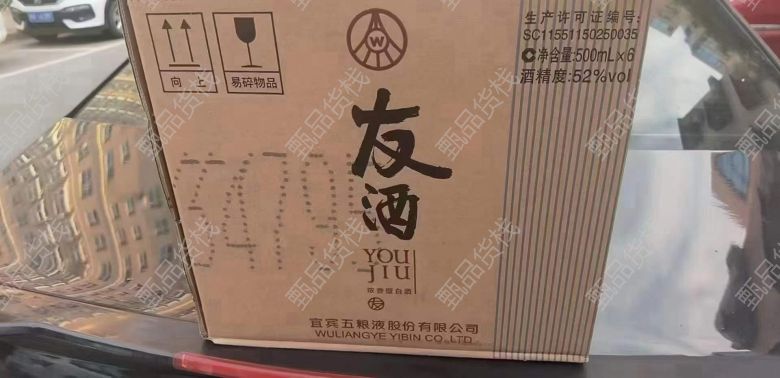 生产许可证编号:
SC11551150250035
净含量:500mL×6
酒精度:52%vol
向 上
易碎物品
W
友酒
YOU
JIU
浓香型白酒
友
宜宾五粮液股份有限公司
WULIANGYE YIBIN CO.,LTD
甄品货栈